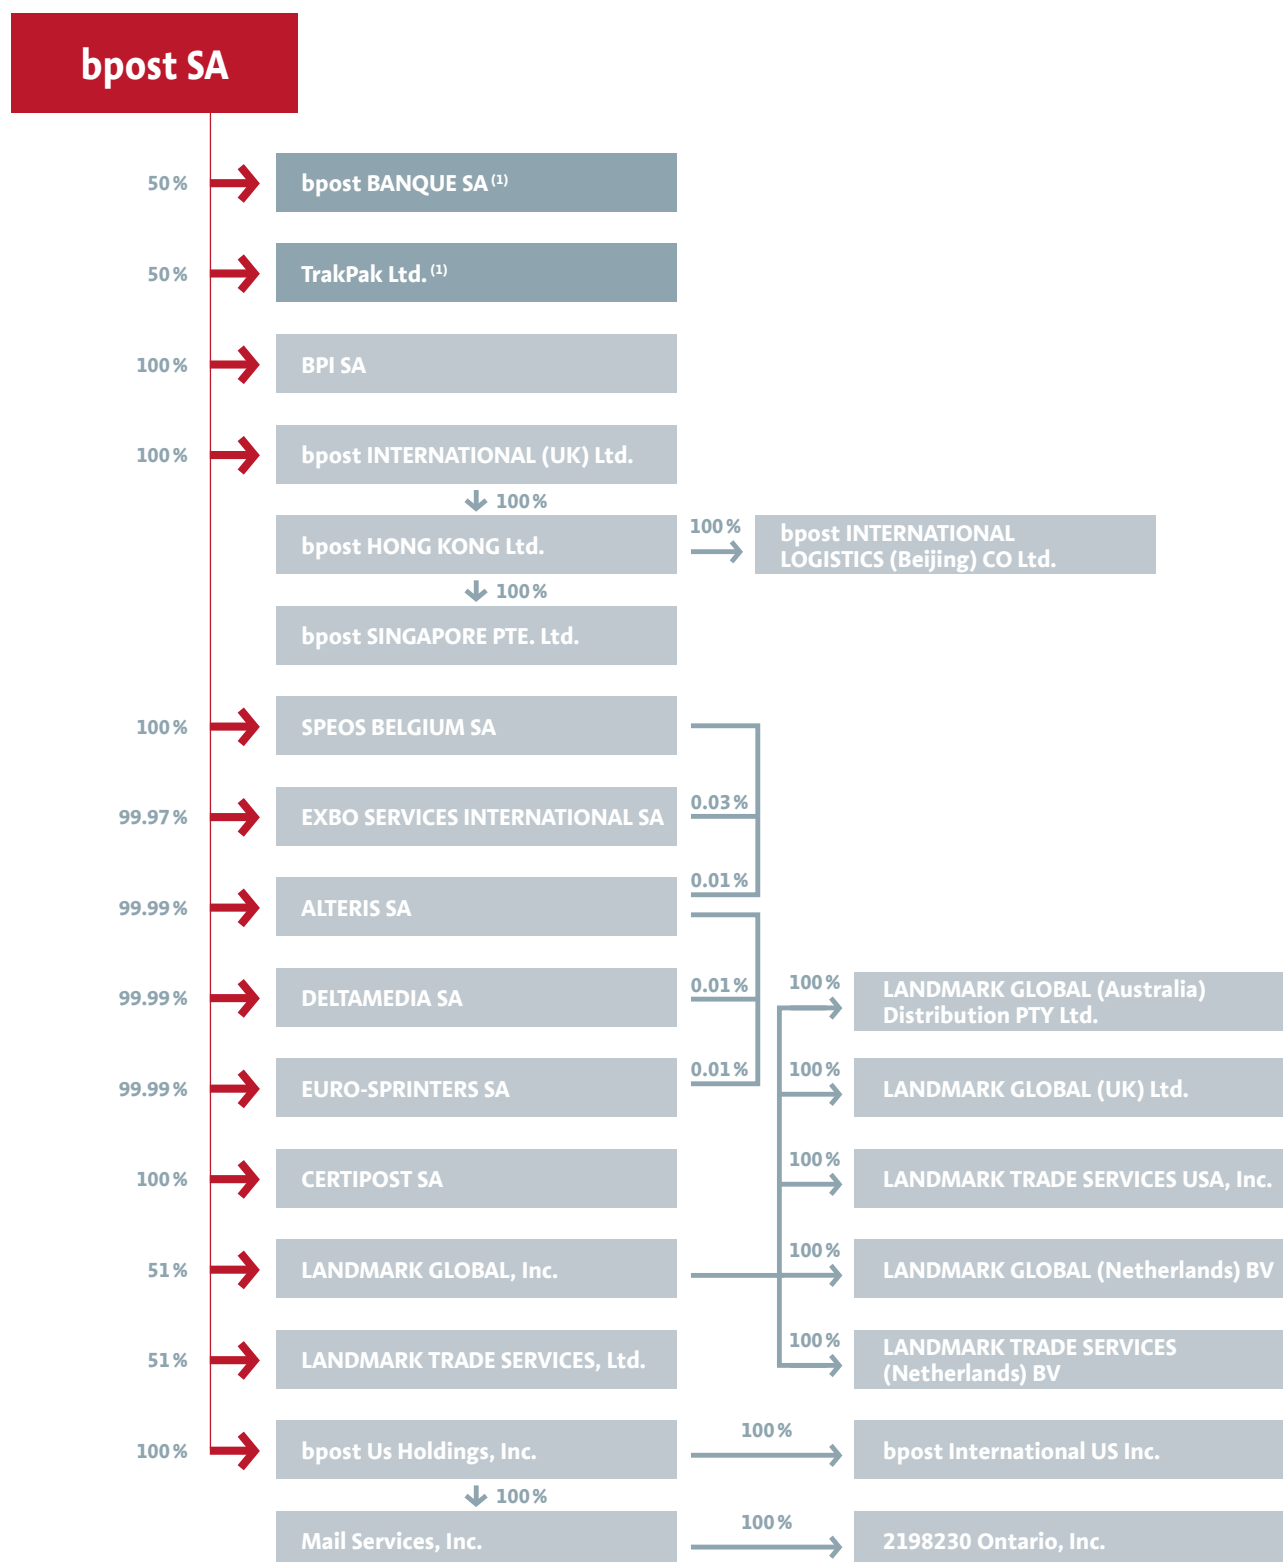 bpost SA
50 %
bpost BANQUE SA (1)
50 %
TrakPak Ltd. (1)
100 %
BPI SA
100 %
bpost INTERNATIONAL (UK) Ltd.
100 %
bpost HONG KONG Ltd.
100 %
bpost INTERNATIONAL
LOGISTICS (Beijing) CO Ltd.
100 %
bpost SINGAPORE PTE. Ltd.
100 %
SPEOS BELGIUM SA
99.97 %
EXBO SERVICES INTERNATIONAL SA
0.03 %
0.01 %
99.99 %
ALTERIS SA
99.99 %
DELTAMEDIA SA
0.01 %
100 %
LANDMARK GLOBAL (Australia)
Distribution PTY Ltd.
99.99 %
EURO-SPRINTERS SA
0.01 %
100 %
LANDMARK GLOBAL (UK) Ltd.
100 %
CERTIPOST SA
100 %
LANDMARK TRADE SERVICES USA, Inc.
51 %
LANDMARK GLOBAL, Inc.
100 %
LANDMARK GLOBAL (Netherlands) BV
51 %
LANDMARK TRADE SERVICES, Ltd.
100 %
LANDMARK TRADE SERVICES
(Netherlands) BV
100 %
bpost Us Holdings, Inc.
100 %
bpost International US Inc.
100 %
Mail Services, Inc.
100 %
2198230 Ontario, Inc.